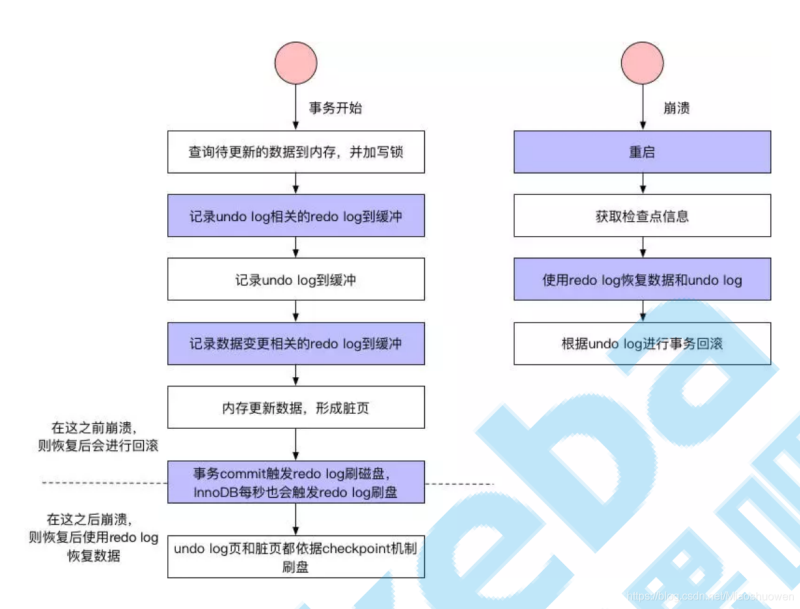 事务开始
查询待更新的数据到内存，并加写锁
记录undo log相关的redo log到缓冲
记录undo log到缓冲
记录数据变更相关的redo log到缓冲
内存更新数据，形成脏页
在这之前崩溃，
则恢复后会进行回滚
事务commit触发redo log刷磁盘，
InnoDB每秒也会触发redo log刷盘
在这之后崩溃，
则恢复后使用redo log
恢复数据
undo log页和脏页都依据checkpoint机制
刷盘
崩溃
重启
获取检查点信息
使用redo log恢复数据和undo log
根据undo log进行事务回滚
keba